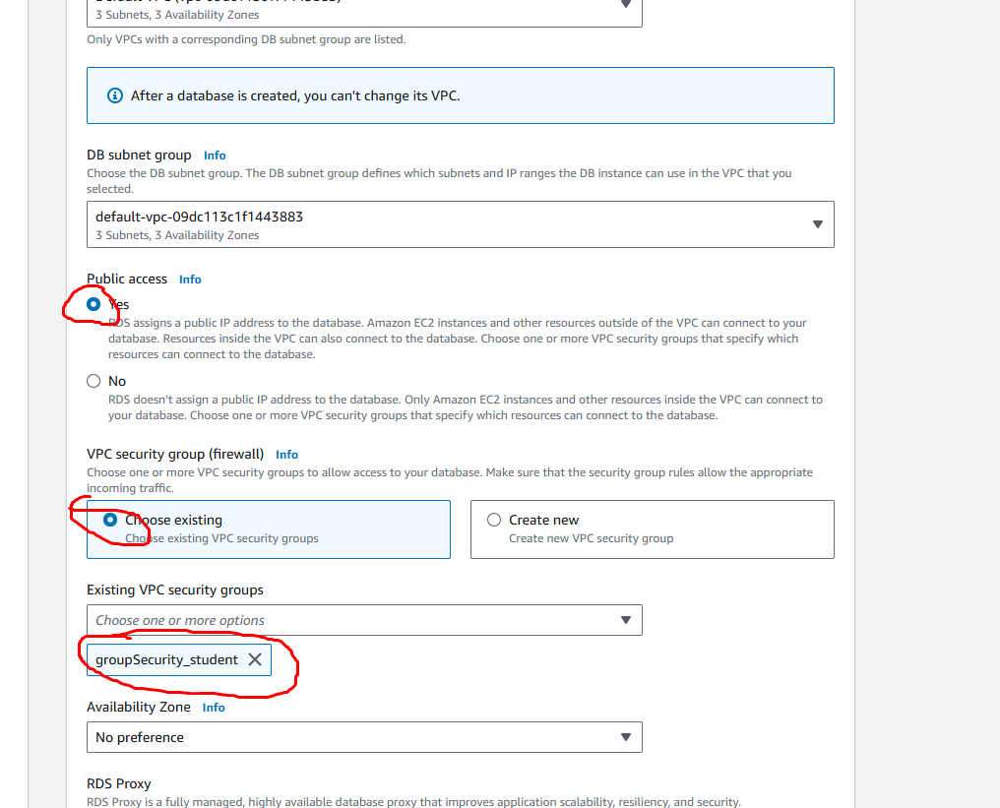 3 Subnets, 3 Availability Zones
Only VPCs with a corresponding DB subnet group are listed.
After a database is created, you can't change its VPC.
DB subnet group Info
Choose the DB subnet group. The DB subnet group defines which subnets and IP ranges the DB instance can use in the VPC that you
selected.
default-vpc-09dc113c1f1443883
3 Subnets, 3 Availability Zones
Public access Info
Yes
RDS assigns a public IP address to the database. Amazon EC2 instances and other resources outside of the VPC can connect to your
database. Resources inside the VPC can also connect to the database. Choose one or more VPC security groups that specify which
resources can connect to the database.
No
RDS doesn't assign a public IP address to the database. Only Amazon EC2 instances and other resources inside the VPC can connect to
your database. Choose one or more VPC security groups that specify which resources can connect to the database.
VPC security group (firewall) Info
Choose one or more VPC security groups to allow access to your database. Make sure that the security group rules allow the appropriate
incoming traffic.
Choose existing
Choose existing VPC security groups
Create new
Create new VPC security group
Existing VPC security groups
Choose one or more options
groupSecurity_student
Availability Zone Info
No preference
RDS Proxy
RDS Proxy is a fully managed, highly available database proxy that improves application scalability, resiliency, and security.